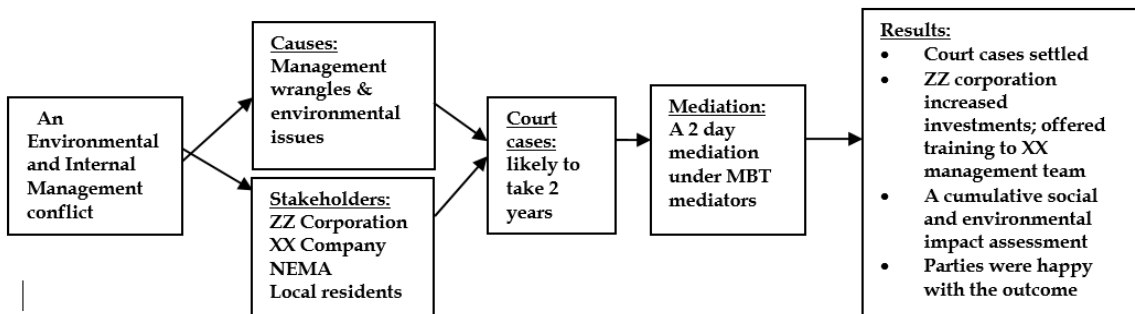 An
Environmental
and Internal
Management
conflict
Causes:
Management
wrangles &
environmental
issues
Stakeholders:
ZZ Corporation
XX Company
NEMA
Local residents
Court
cases:
likely to
take 2
years
Mediation:
A 2 day
mediation
under MBT
mediators
Results:
• Court cases settled
• ZZ corporation
increased
investments; offered
training to XX
management team
• A cumulative social
and environmental
impact assessment
• Parties were happy
with the outcome